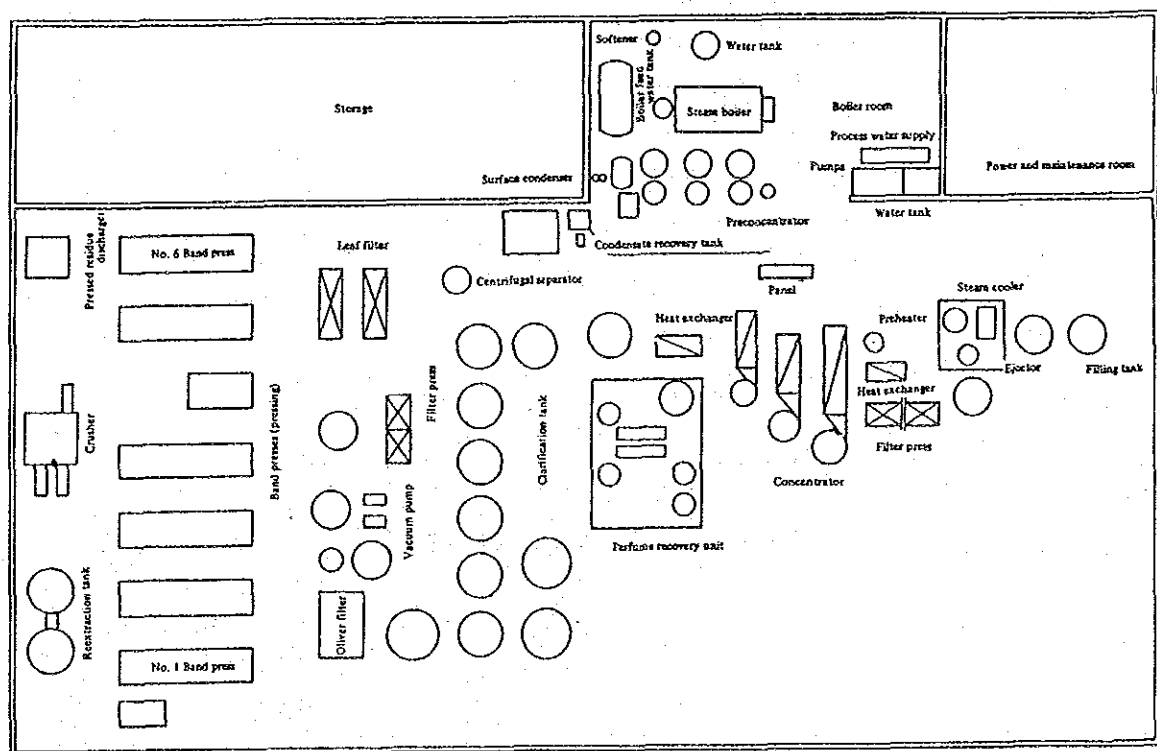 Softener
Water tank
Boiler feed
water tank
Storage
Steam boiler
Boiler room
Process water supply
Pumps
Power and maintenance room
Surface condenser
Water tank
Preconcentrator
Pressed residue
discharger
No. 6 Band press
Leaf filter
Condensate recovery tank
Centrifugal separator
Panel
Steam cooler
Heat exchanger
Preheater
Ejector
Filling tank
Heat exchanger
Crusher
Band presses (pressing)
Filter press
Clarification tank
Filter press
Concentrator
Vacuum pump
Perfume recovery unit
Reextraction tank
Oliver filter
No. 1 Band press